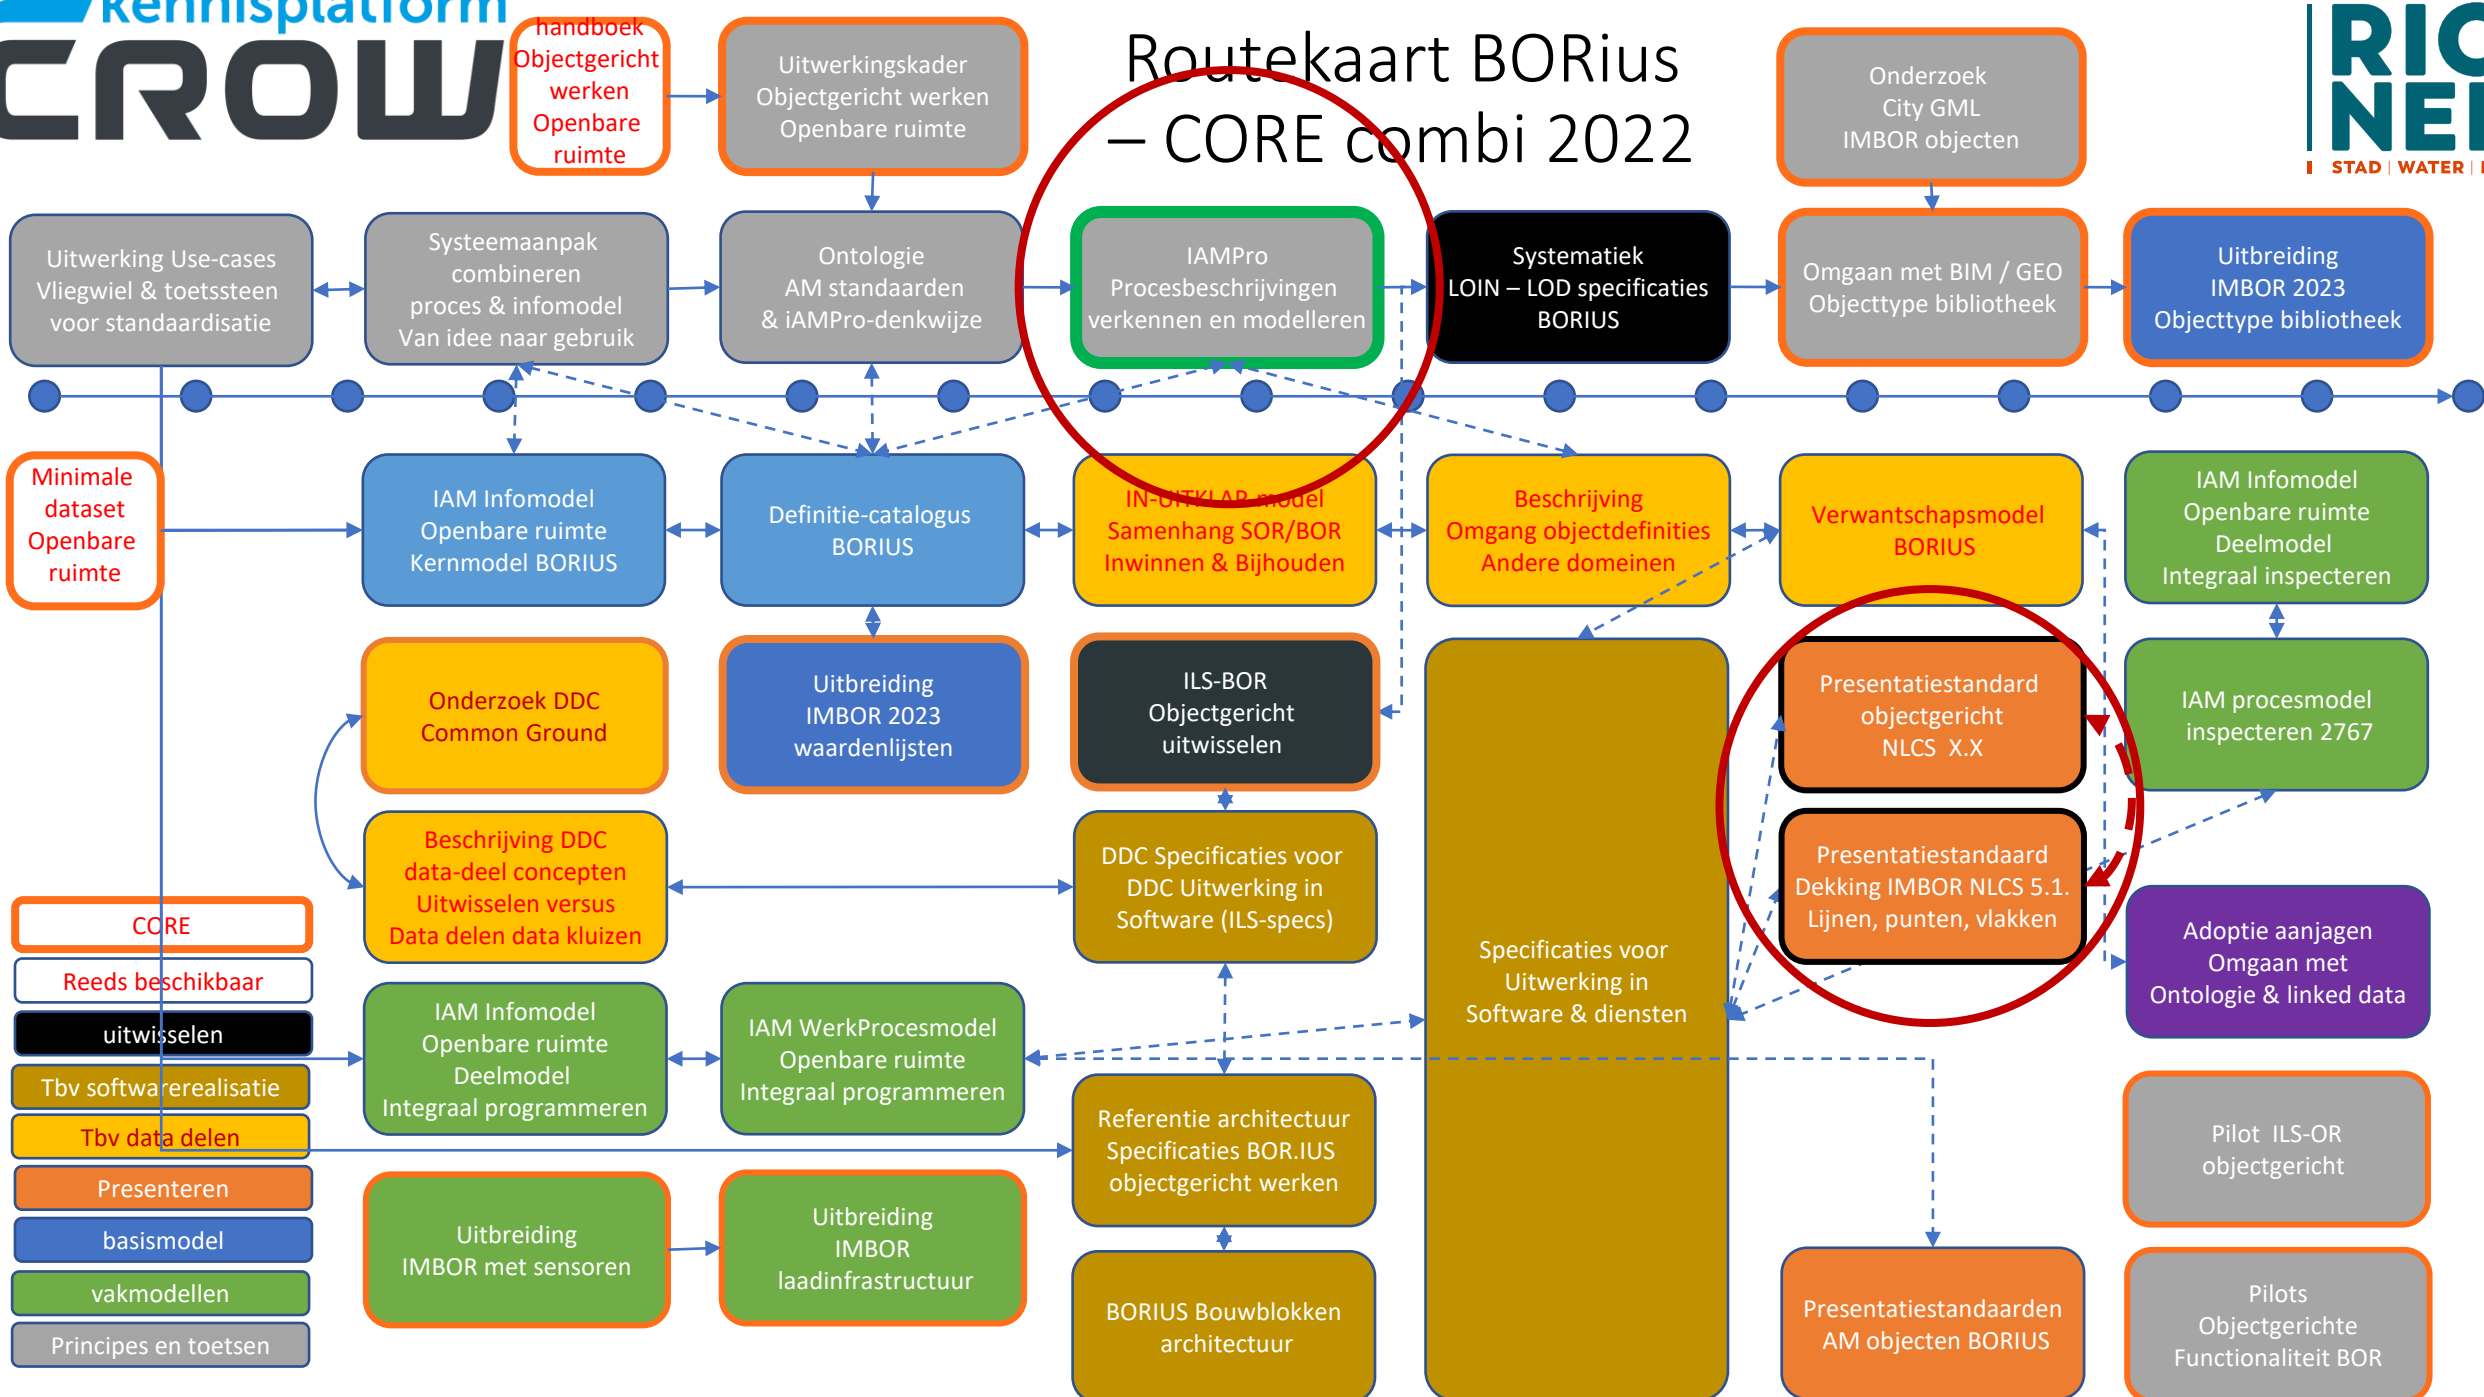 kennisplatform
CROW
handboek
Objectgericht
werken
Openbare
ruimte
Uitwerkingskader
Objectgericht werken
Openbare ruimte
Routekaart BORius
– CORE combi 2022
Onderzoek
City GML
IMBOR objecten
STAD | WATER |
Uitwerking Use-cases
Vliegwiel & toetssteen
voor standaardisatie
Systeemaanpak
combineren
proces & infomodel
Van idee naar gebruik
Ontologie
AM standaarden
& iAMPro-denkwijze
IAMPro
Procesbeschrijvingen
verkennen en modelleren
Systematiek
LOIN – LOD specificaties
BORIUS
Omgaan met BIM / GEO
Objecttype bibliotheek
Uitbreiding
IMBOR 2023
Objecttype bibliotheek
Minimale
dataset
Openbare
ruimte
IAM Infomodel
Openbare ruimte
Kernmodel BORIUS
Definitie-catalogus
BORIUS
IN-UITKLAP model
Samenhang SOR/BOR
Inwinnen & Bijhouden
Beschrijving
Omgang objectdefinities
Andere domeinen
Verwantschapsmodel
BORIUS
IAM Infomodel
Openbare ruimte
Deelmodel
Integraal inspecteren
Onderzoek DDC
Common Ground
Uitbreiding
IMBOR 2023
waardenlijsten
ILS-BOR
Objectgericht
uitwisselen
Specificaties voor
Uitwerking in
Software & diensten
Presentatiestandard
objectgericht
NLCS X.X
IAM procesmodel
inspecteren 2767
Beschrijving DDC
data-deel concepten
Uitwisselen versus
Data delen data kluizen
DDC Specificaties voor
DDC Uitwerking in
Software (ILS-specs)
Presentatiestandaard
Dekking IMBOR NLCS 5.1.
Lijnen, punten, vlakken
Adoptie aanjagen
Omgaan met
Ontologie & linked data
CORE
Reeds beschikbaar
uitwisselen
Tbv softwarerealisatie
Tbv data delen
Presenteren
basismodel
vakmodellen
Principes en toetsen
IAM Infomodel
Openbare ruimte
Deelmodel
Integraal programmeren
IAM WerkProcesmodel
Openbare ruimte
Integraal programmeren
Referentie architectuur
Specificaties BOR.IUS
objectgericht werken
Pilot ILS-OR
objectgericht
Uitbreiding
IMBOR met sensoren
Uitbreiding
IMBOR
laadinfrastructuur
BORIUS Bouwblokken
architectuur
Presentatiestandaarden
AM objecten BORIUS
Pilots
Objectgerichte
Functionaliteit BOR